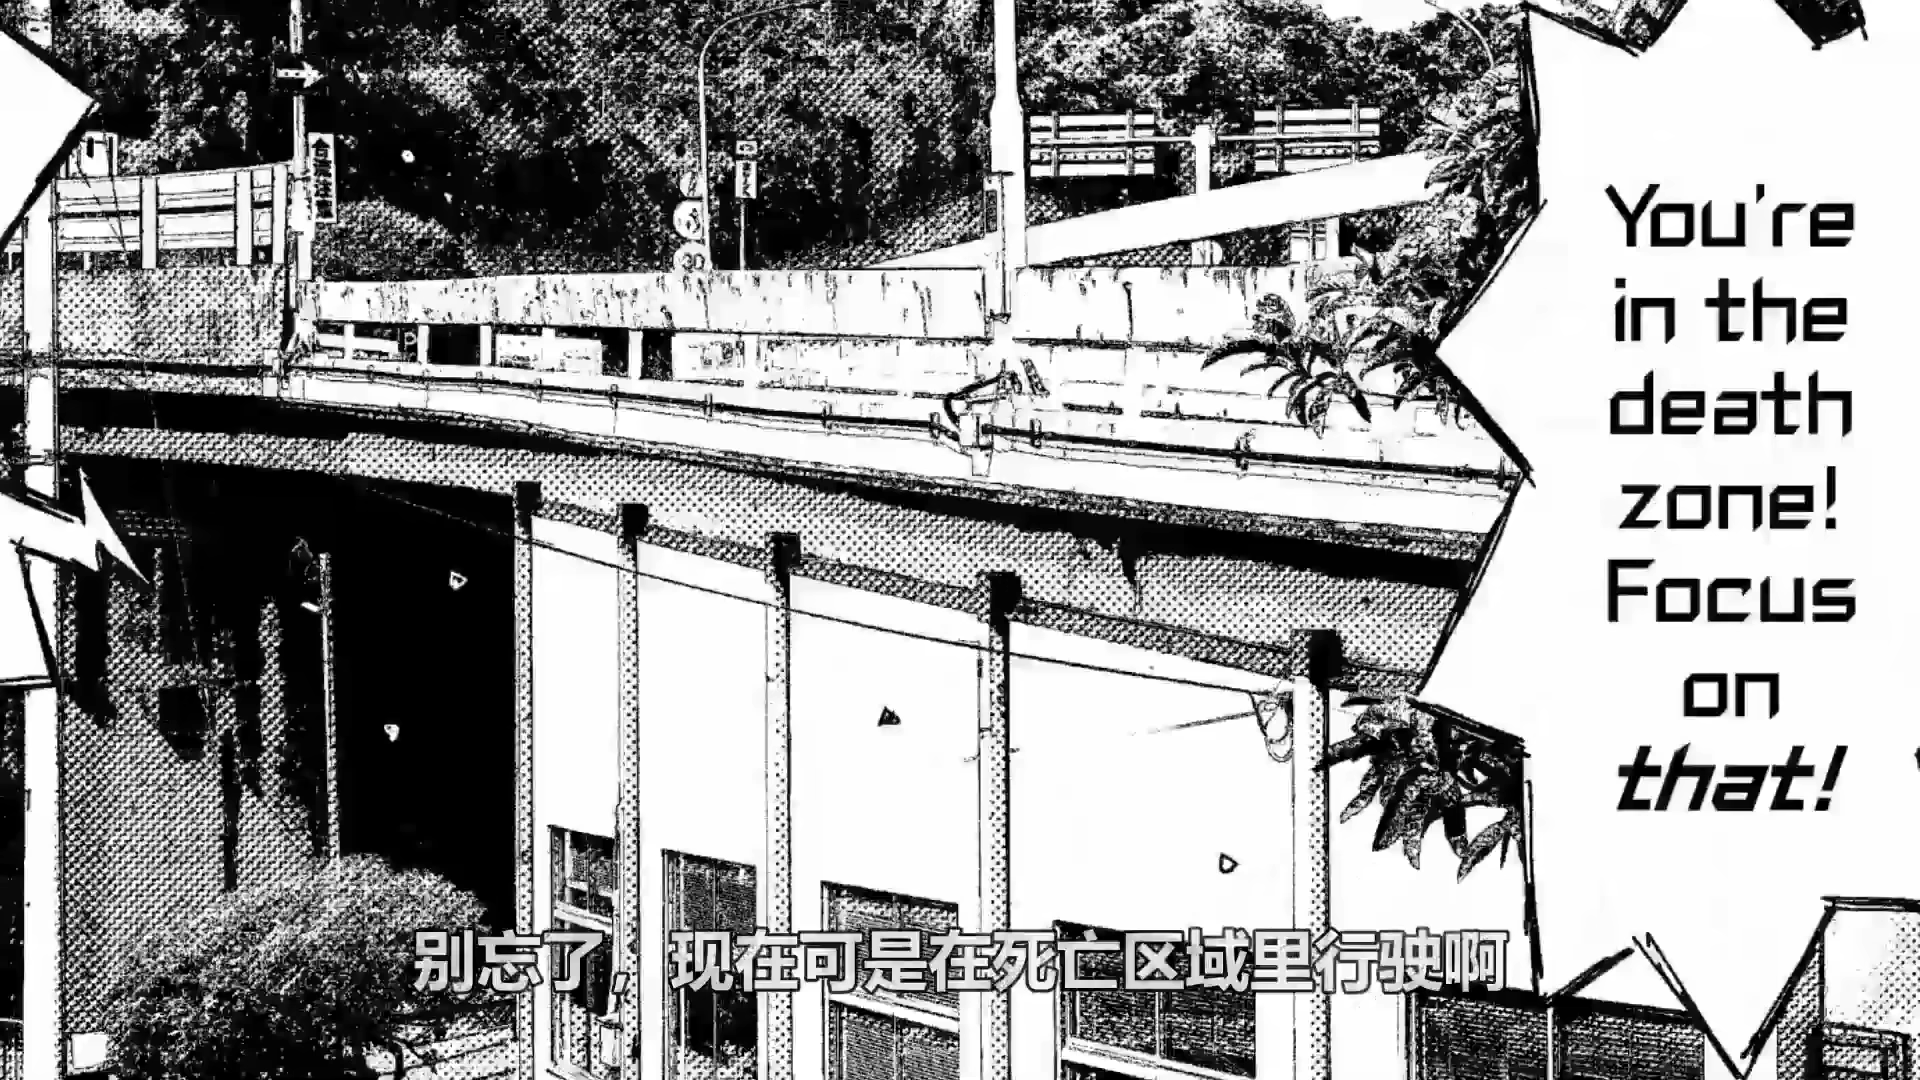 You're
in the
death
zone!
Focus
on
that!
30
P
别忘了，现在可是在死亡区域里行驶啊